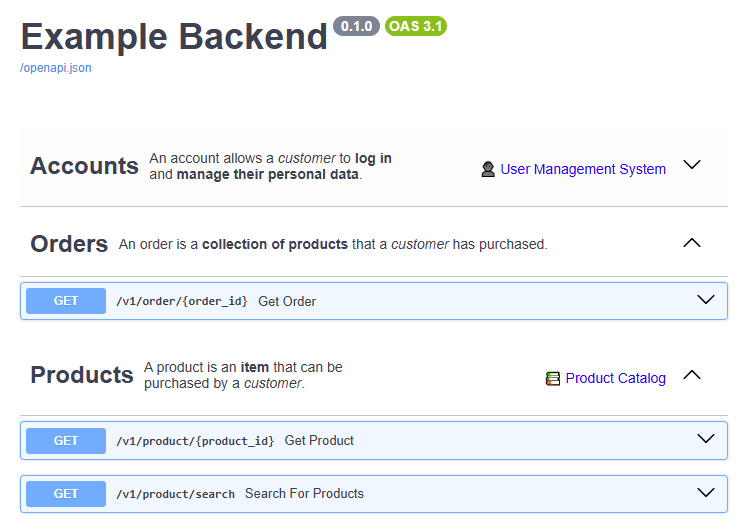 Example Backend 0.1.0 OAS 3.1
/openapi.json
Accounts An account allows a customer to log in
and manage their personal data.
User Management System
Orders An order is a collection of products that a customer has purchased.
GET /v1/order/{order_id} Get Order
Products A product is an item that can be
purchased by a customer.
Product Catalog
GET /v1/product/{product_id} Get Product
GET /v1/product/search Search For Products